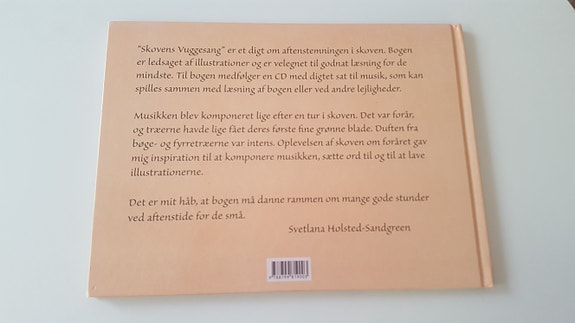 "Skovens Vuggesang" er et digt om aftenstemningen i skoven. Bogen
er ledsaget af illustrationer og er velegnet til godnat læsning for de
mindste. Til bogen medfølger en CD med digtet sat til musik, som kan
spilles sammen med læsning af bogen eller ved andre lejligheder.
Musikken blev komponeret lige efter en tur i skoven. Det var forår,
og træerne havde lige fået deres første fine grønne blade. Duften fra
bøge- og fyrretræerne var intens. Oplevelsen af skoven om foråret gav
mig inspiration til at komponere musikken, sætte ord til og til at lave
illustrationerne.
Det er mit håb, at bogen må danne rammen om mange gode stunder
ved aftenstide for de små.
Svetlana Holsted-Sandgreen